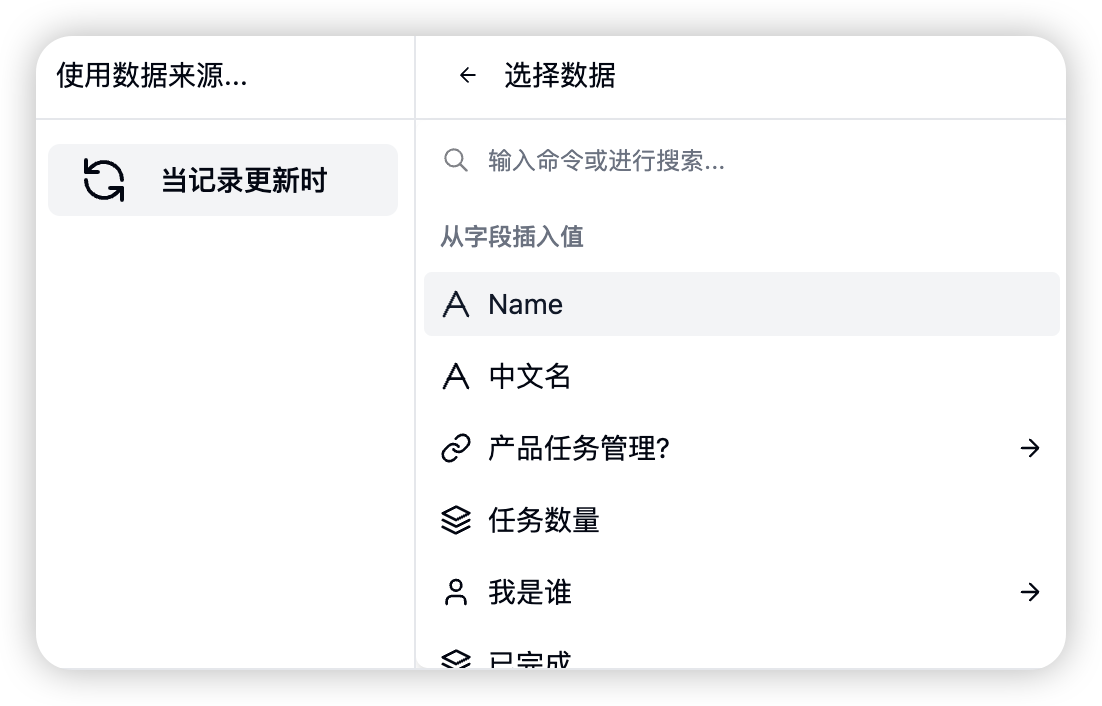 使用数据来源...
选择数据
当记录更新时
输入命令或进行搜索...
从字段插入值
Name
中文名
产品任务管理?
任务数量
我是谁
已完成